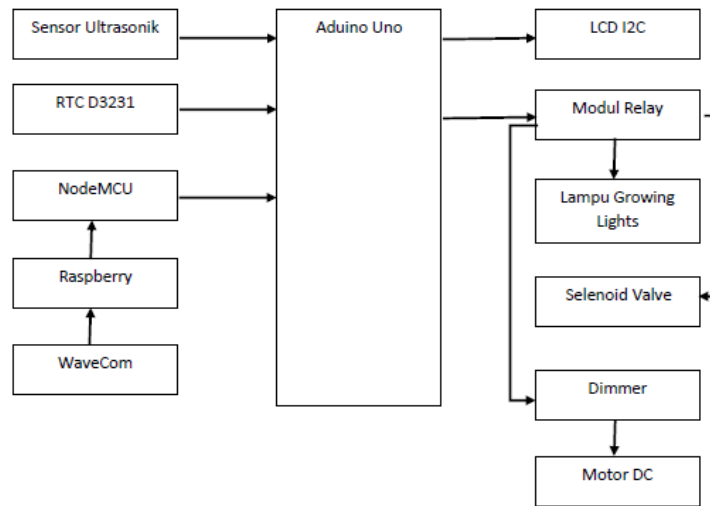 Sensor Ultrasonik
Aduino Uno
LCD I2C
RTC D3231
Modul Relay
NodeMCU
Lampu Growing
Lights
Raspberry
Selenoid Valve
WaveCom
Dimmer
Motor DC